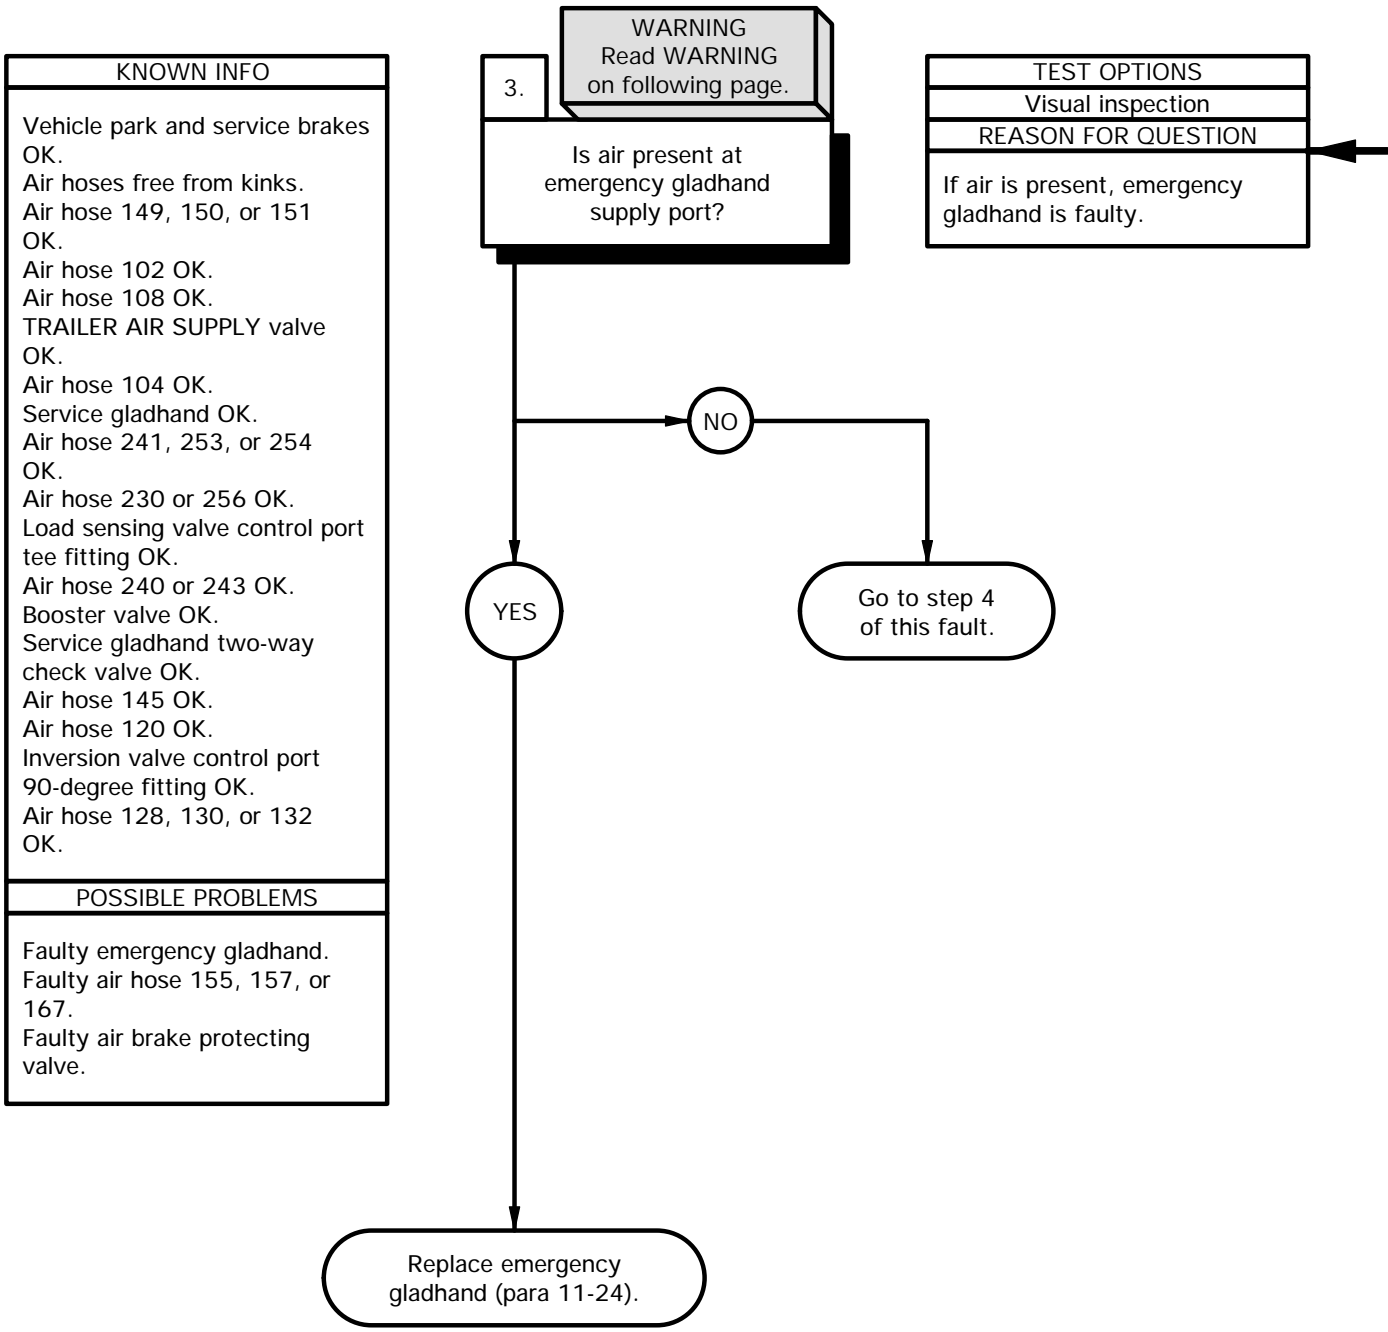 KNOWN INFO
Vehicle park and service brakes
OK.
Air hoses free from kinks.
Air hose 149, 150, or 151
OK.
Air hose 102 OK.
Air hose 108 OK.
TRAILER AIR SUPPLY valve
OK.
Air hose 104 OK.
Service gladhand OK.
Air hose 241, 253, or 254
OK.
Air hose 230 or 256 OK.
Load sensing valve control port
tee fitting OK.
Air hose 240 or 243 OK.
Booster valve OK.
Service gladhand two-way
check valve OK.
Air hose 145 OK.
Air hose 120 OK.
Inversion valve control port
90-degree fitting OK.
Air hose 128, 130, or 132
OK.
POSSIBLE PROBLEMS
Faulty emergency gladhand.
Faulty air hose 155, 157, or
167.
Faulty air brake protecting
valve.
WARNING
Read WARNING
on following page.
3.
Is air present at
emergency gladhand
supply port?
TEST OPTIONS
Visual inspection
REASON FOR QUESTION
If air is present, emergency
gladhand is faulty.
NO
YES
Go to step 4
of this fault.
Replace emergency
gladhand (para 11-24).